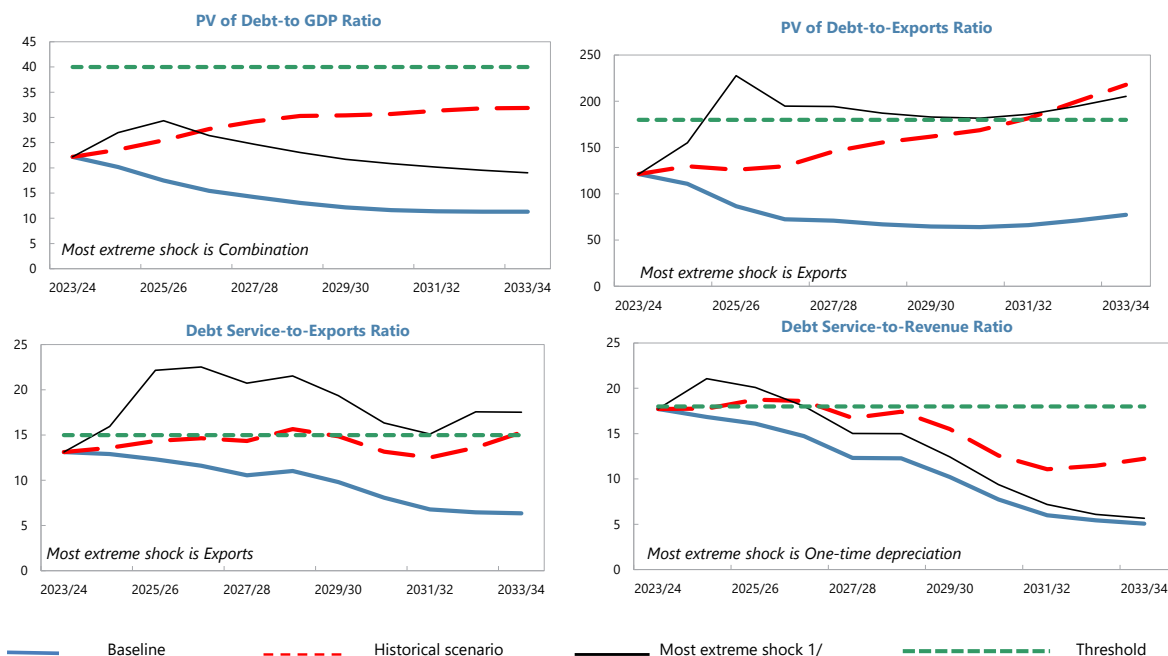 PV of Debt-to GDP Ratio
45
40
35
30
25
20
15
10
5
0
Most extreme shock is Combination
2023/24 2025/26 2027/28 2029/30 2031/32 2033/34
PV of Debt-to-Exports Ratio
250
200
150
100
50
0
Most extreme shock is Exports
2023/24 2025/26 2027/28 2029/30 2031/32 2033/34
Debt Service-to-Exports Ratio
25
20
15
10
5
0
Most extreme shock is Exports
2023/24 2025/26 2027/28 2029/30 2031/32 2033/34
Debt Service-to-Revenue Ratio
25
20
15
10
5
0
Most extreme shock is One-time depreciation
2023/24 2025/26 2027/28 2029/30 2031/32 2033/34
Baseline Historical scenario Most extreme shock 1/ Threshold